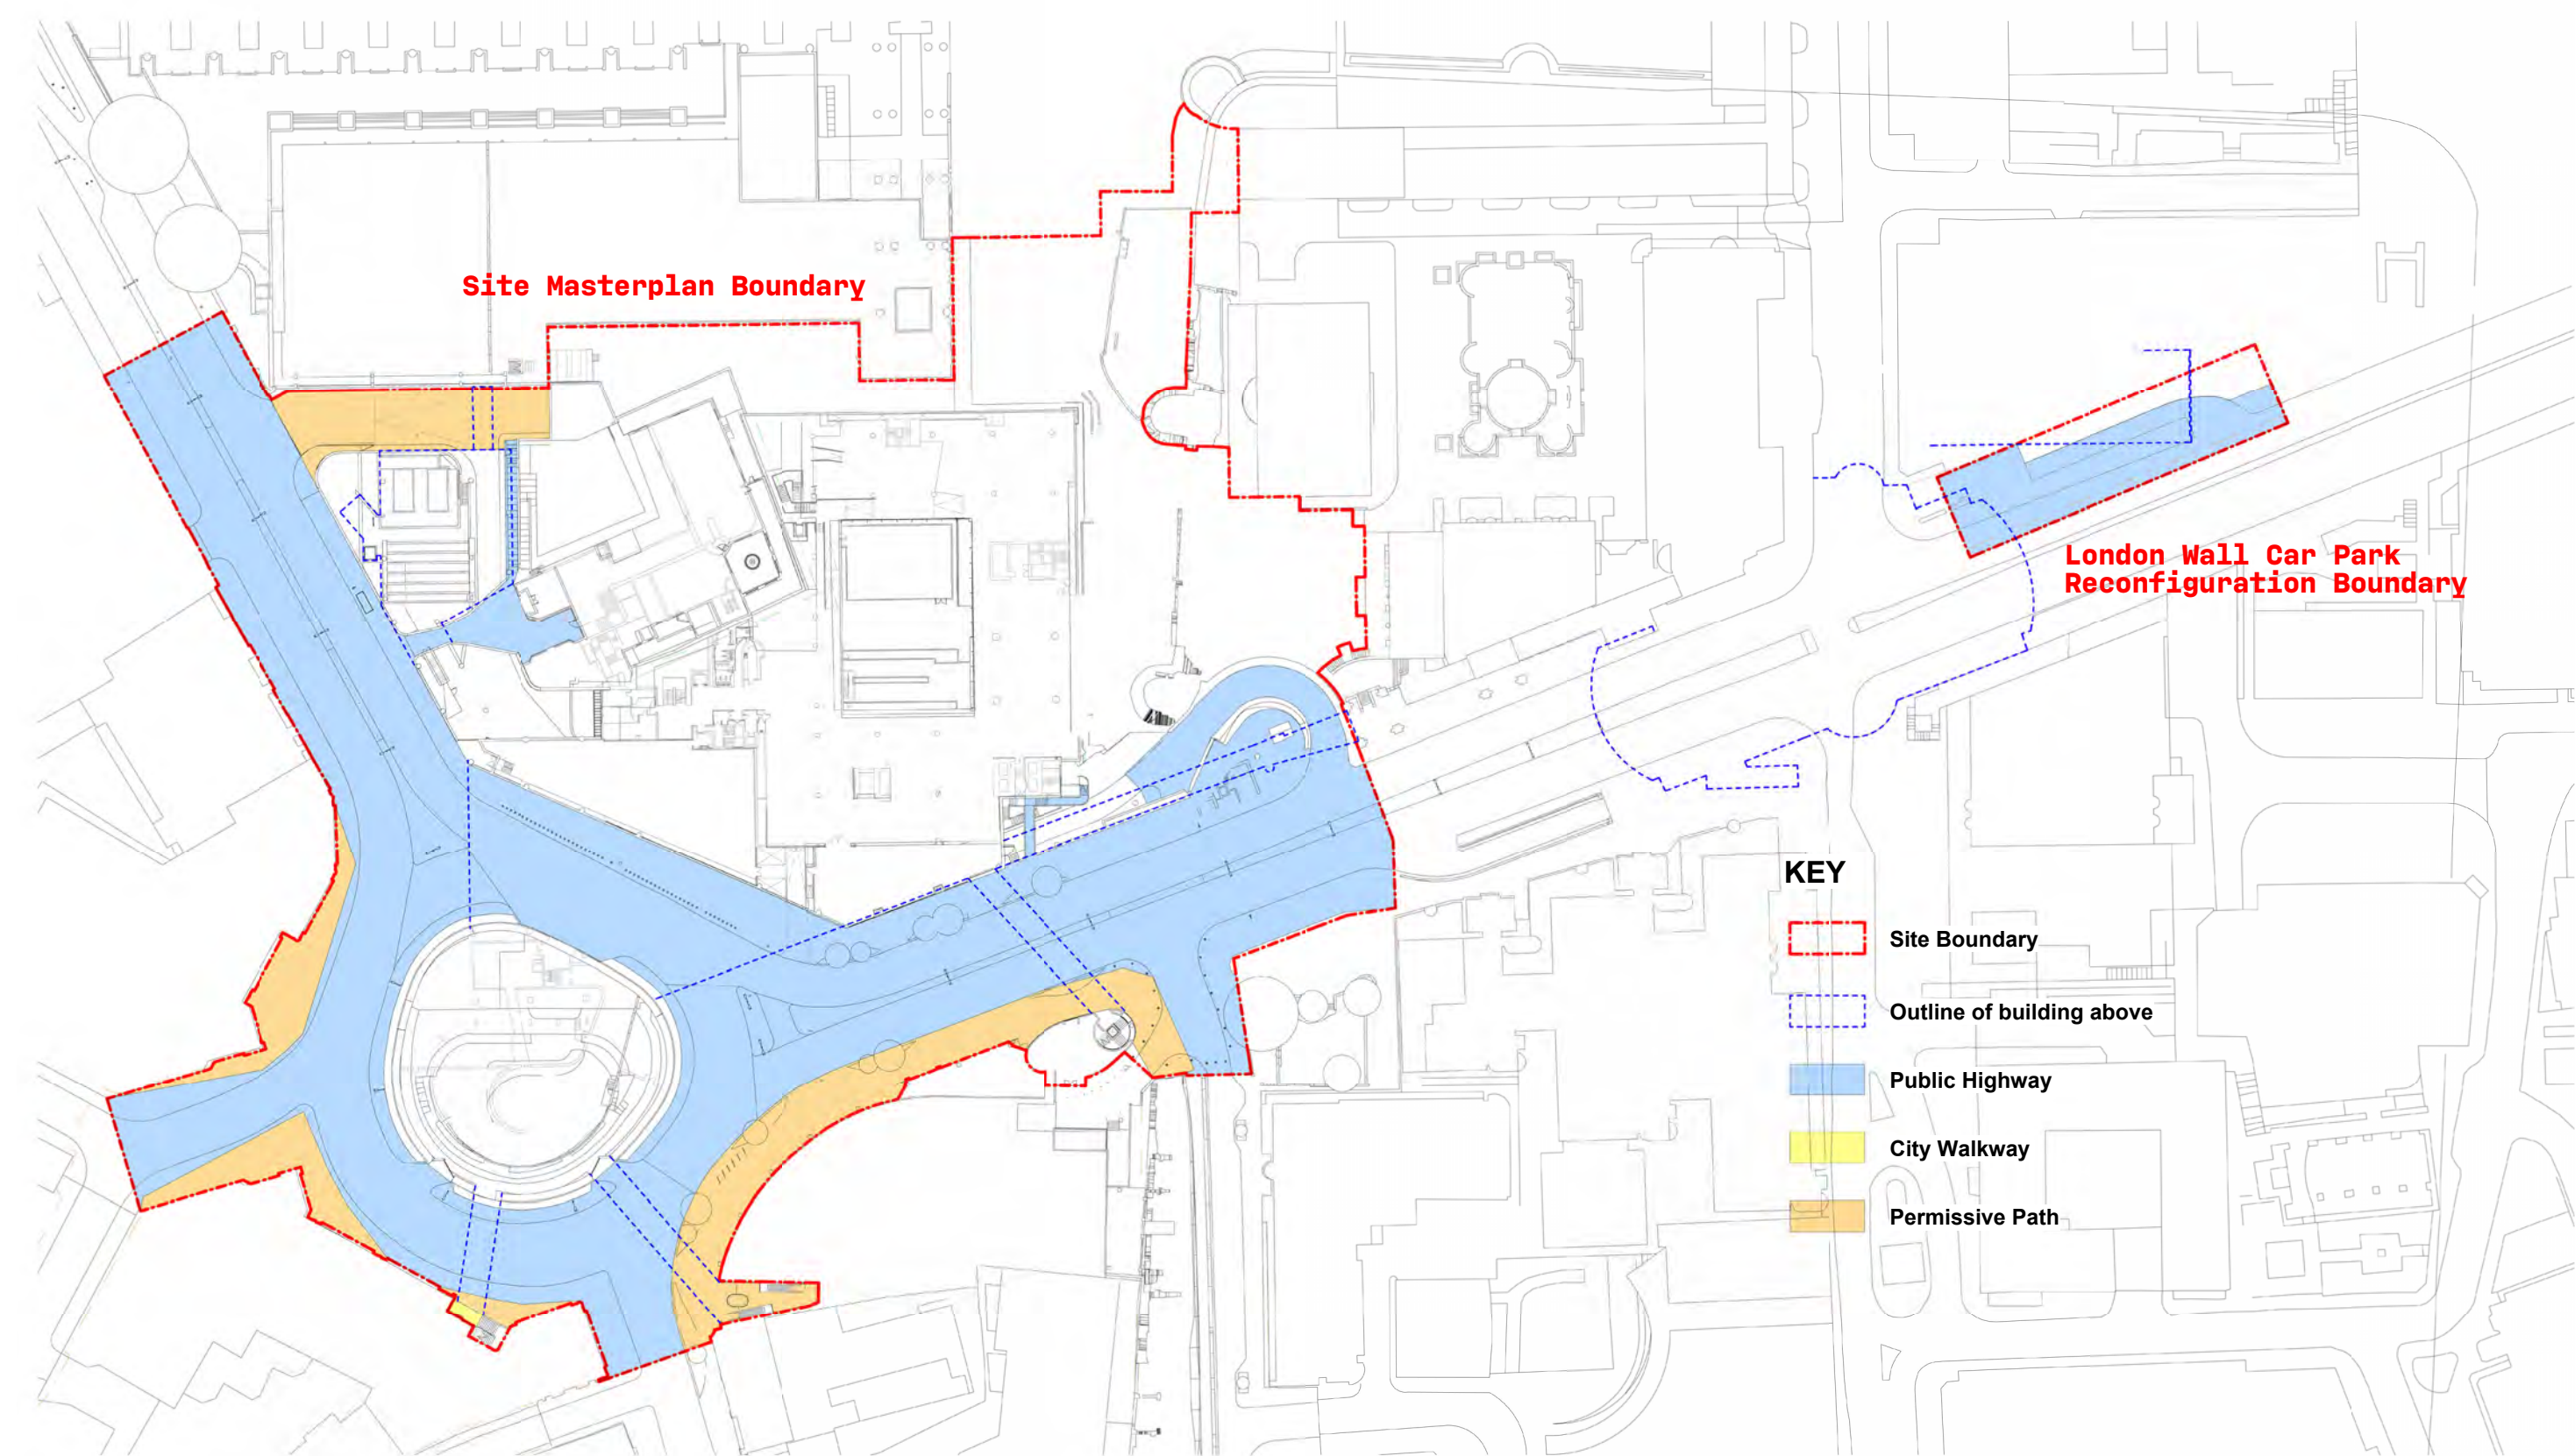 Site Masterplan Boundary
London Wall Car Park
Reconfiguration Boundary
KEY
Site Boundary
Outline of building above
Public Highway
City Walkway
Permissive Path